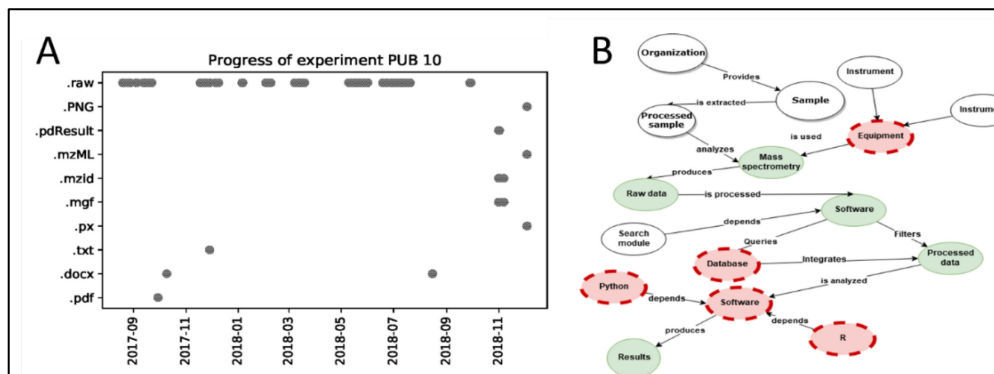 A
Progress of experiment PUB 10
.raw
.PNG
.pdResult
.mzML
.mzid
.mgf
.px
.txt
.docx
.pdf
2017-09
2017-11
2018-01
2018-03
2018-05
2018-07
2018-09
2018-11
B
Organization
Provides
Sample
is extracted
Processed
sample
analyzes
Instrument
Instrume
Equipment
is used
Mass
spectrometry
produces
Raw data
is processed
Software
depends
Search
module
Queries
Filters
Database
Integrates
Processed
data
is analyzed
Python
depends
Software
depends
R
produces
Results